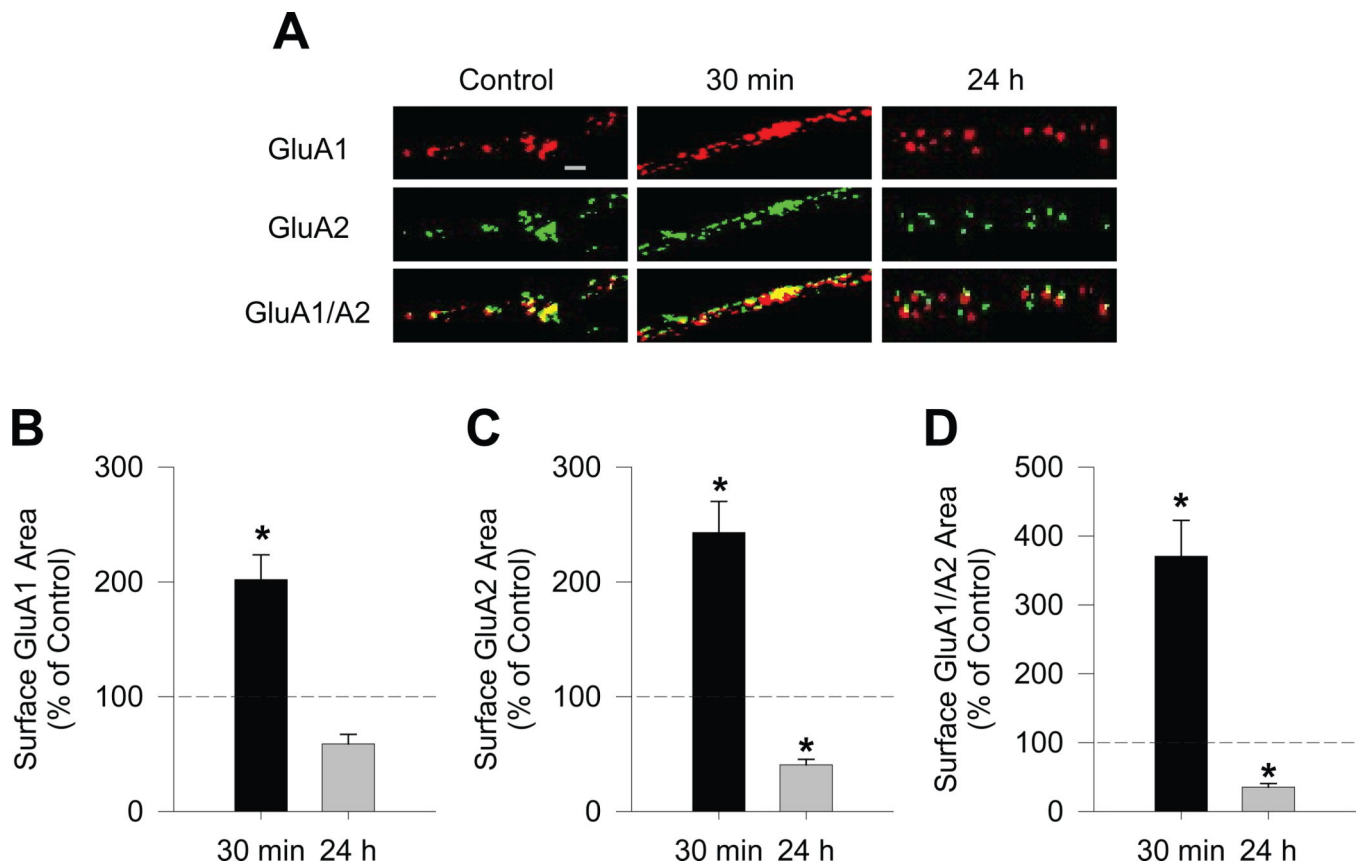 A
Control 30 min 24 h
GluA1
GluA2
GluA1/A2
B
Surface GluA1 Area
(% of Control)
300
200
100
0
*
30 min 24 h
C
Surface GluA2 Area
(% of Control)
300
200
100
0
*
*
30 min 24 h
D
Surface GluA1/A2 Area
(% of Control)
500
400
300
200
100
0
*
*
30 min 24 h